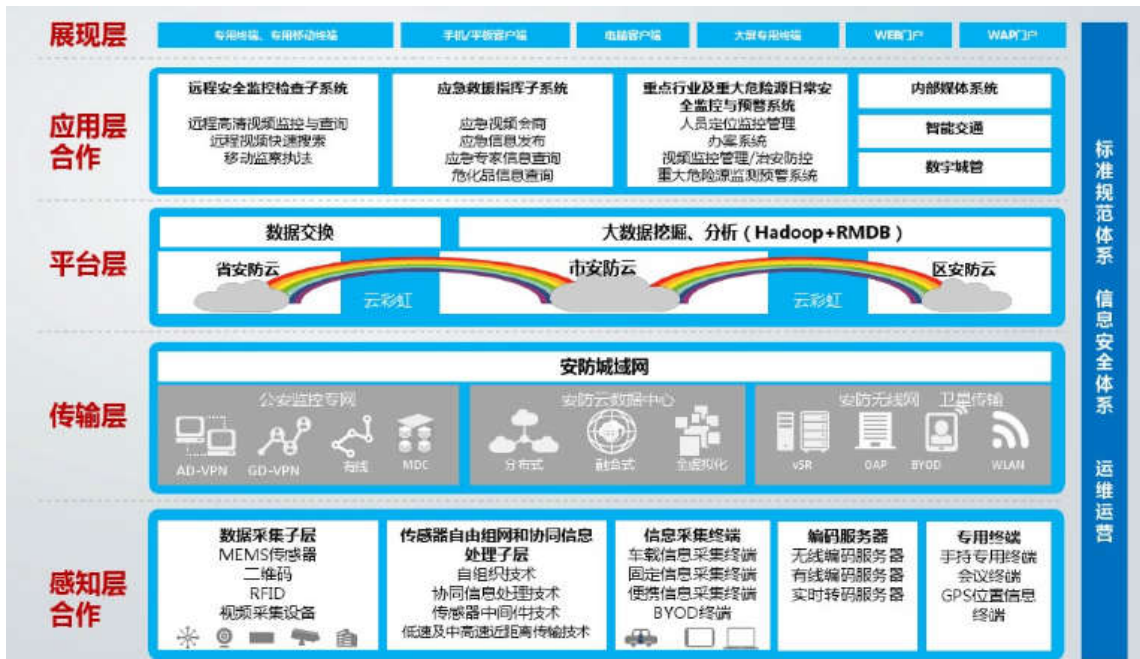 展现层
专用终端、专用移动终端
手机/平板客户端
电脑客户端
大屏专用终端
WEB门户
WAP门户
应用层
合作
远程安全监控检查子系统
远程高清视频监控与查询
远程视频快速搜索
移动监察执法
应急救援指挥子系统
应急视频会商
应急信息发布
应急专家信息查询
危化品信息查询
重点行业及重大危险源日常安
全监控与预警系统
人员定位监控管理
办案系统
视频监控管理/治安防控
重大危险源监测预警系统
内部媒体系统
智能交通
数字城管
平台层
数据交换
大数据挖掘、分析（Hadoop+RMDB）
省安防云
云彩虹
市安防云
云彩虹
区安防云
传输层
安防城域网
公安监控专网
AD-VPN
GD-VPN
有线
MDC
安防云数据中心
分布式
融合式
全虚拟化
安防无线网
卫星传输
vSR
OAP
BYOD
WLAN
感知层
合作
数据采集子层
MEMS传感器
二维码
RFID
视频采集设备
传感器自由组网和协同信息
处理子层
自组织技术
协同信息处理技术
传感器中间件技术
低速及中高速近距离传输技术
信息采集终端
车载信息采集终端
固定信息采集终端
便携信息采集终端
BYOD终端
编码服务器
无线编码服务器
有线编码服务器
实时转码服务器
专用终端
手持专用终端
会议终端
GPS位置信息
终端
标准规范体系
信息安全体系
运维运营